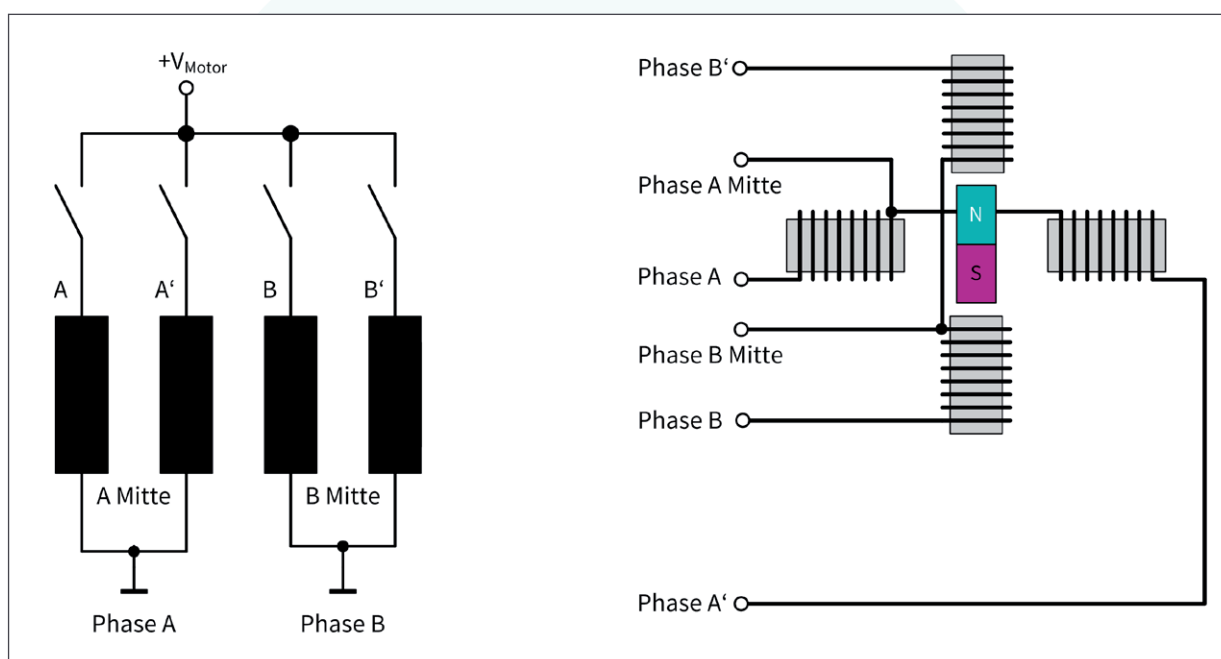 +VMotor
A
A‘
B
B‘
A Mitte
B Mitte
Phase A
Phase B
Phase B‘
Phase A Mitte
N
Phase A
S
Phase B Mitte
Phase B
Phase A‘